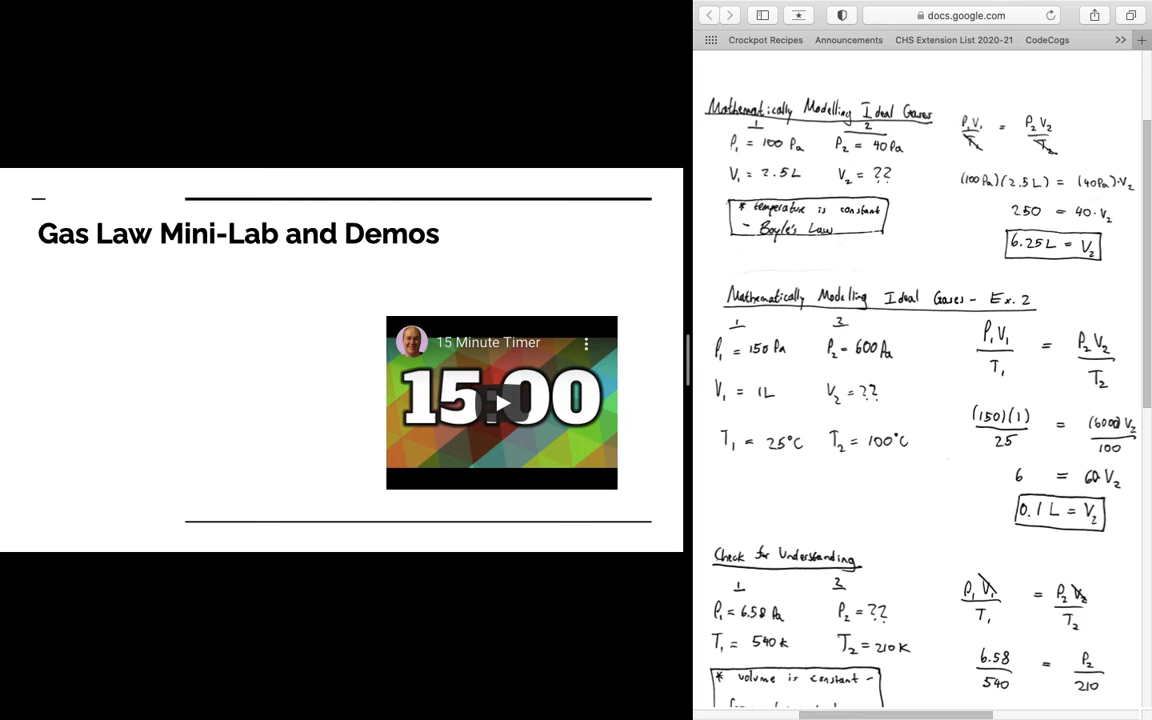 docs.google.com
Crockpot Recipes Announcements CHS Extension List 2020-21 CodeCogs
Gas Law Mini-Lab and Demos
15 Minute Timer
15:00
Mathematically Modelling Ideal Gases
1 2
P₁ = 100 Pa P₂ = 40 Pa
V₁ = 2.5 L V₂ = ??
* temperature is constant
- Boyle's Law
P₁V₁/T₁ = P₂V₂/T₂
(100 Pa)(2.5 L) = (40 Pa)·V₂
250 = 40·V₂
6.25 L = V₂
Mathematically Modelling Ideal Gases - Ex. 2
1 2
P₁ = 150 Pa P₂ = 600 Pa
V₁ = 1L V₂ = ??
T₁ = 25°C T₂ = 100°C
P₁V₁/T₁ = P₂V₂/T₂
(150)(1)/25 = V₂/100
6 = 60 V₂
0.1 L = V₂
Check for Understanding
1 2
P₁ = 6.58 Pa P₂ = ??
T₁ = 540 K T₂ = 210 K
* volume is constant -
P₁V₁/T₁ = P₂V₂/T₂
6.58/540 = P₂/210